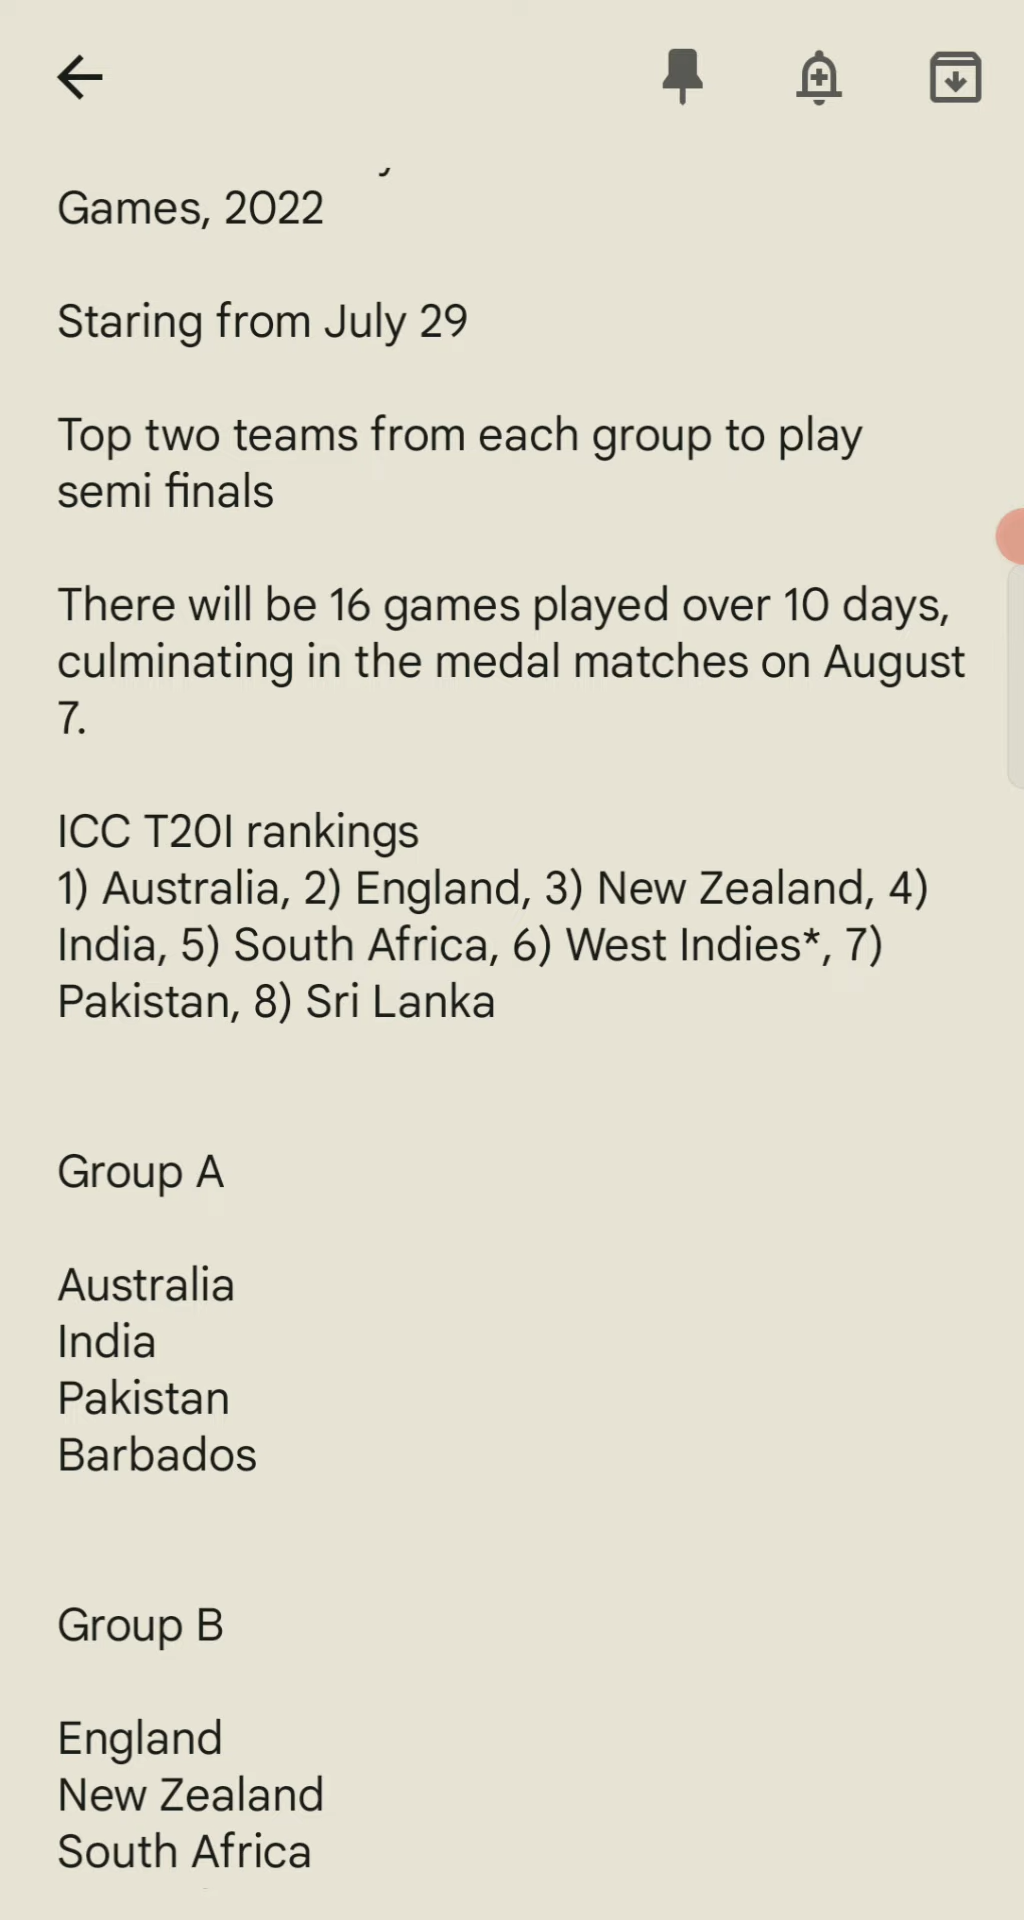 Games, 2022
Staring from July 29
Top two teams from each group to play
semi finals
There will be 16 games played over 10 days,
culminating in the medal matches on August
7.
ICC T20I rankings
1) Australia, 2) England, 3) New Zealand, 4)
India, 5) South Africa, 6) West Indies*, 7)
Pakistan, 8) Sri Lanka
Group A
Australia
India
Pakistan
Barbados
Group B
England
New Zealand
South Africa